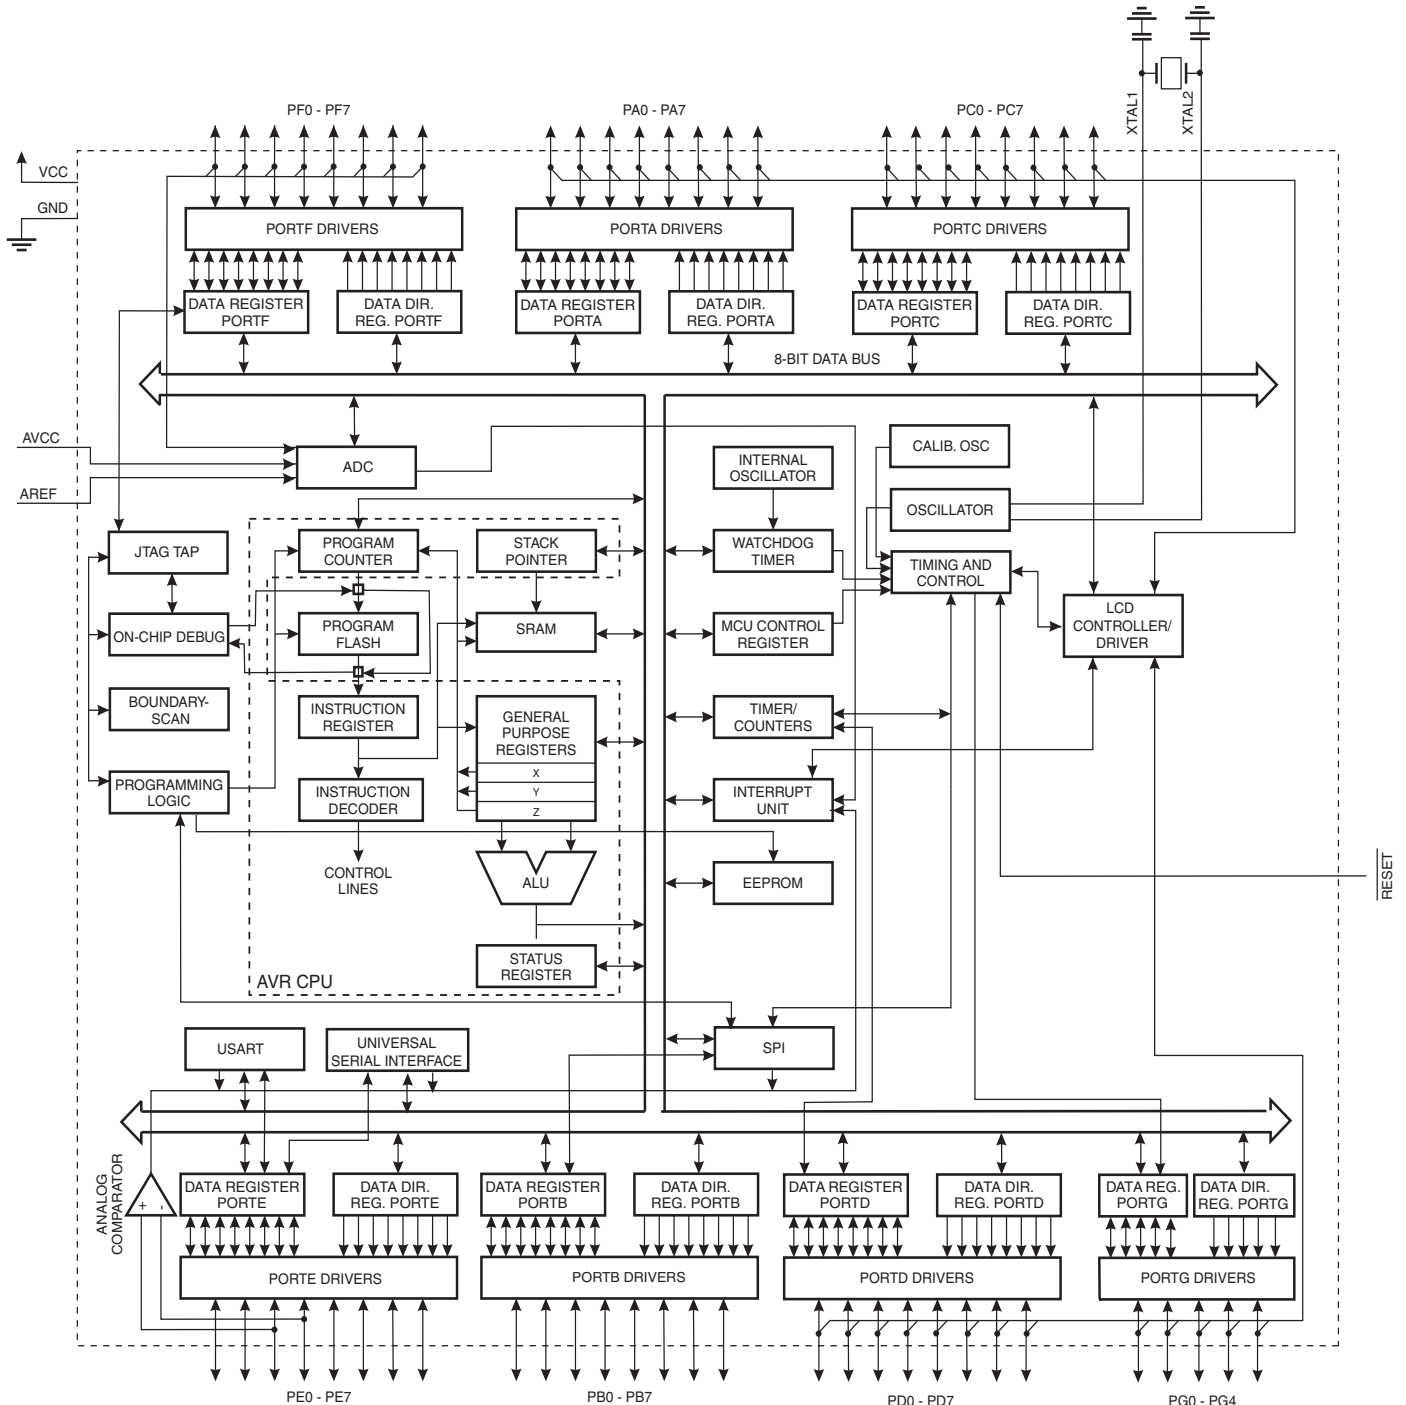 XTAL1
XTAL2
PF0 - PF7
PA0 - PA7
PC0 - PC7
VCC
GND
PORTF DRIVERS
PORTA DRIVERS
PORTC DRIVERS
DATA REGISTER
PORTF
DATA DIR.
REG. PORTF
DATA REGISTER
PORTA
DATA DIR.
REG. PORTA
DATA REGISTER
PORTC
DATA DIR.
REG. PORTC
8-BIT DATA BUS
AVCC
AREF
ADC
INTERNAL
OSCILLATOR
CALIB. OSC
OSCILLATOR
JTAG TAP
PROGRAM
COUNTER
STACK
POINTER
WATCHDOG
TIMER
TIMING AND
CONTROL
LCD
CONTROLLER/
DRIVER
ON-CHIP DEBUG
PROGRAM
FLASH
SRAM
MCU CONTROL
REGISTER
BOUNDARY-
SCAN
INSTRUCTION
REGISTER
GENERAL
PURPOSE
REGISTERS
X
Y
Z
TIMER/
COUNTERS
PROGRAMMING
LOGIC
INSTRUCTION
DECODER
INTERRUPT
UNIT
CONTROL
LINES
ALU
EEPROM
RESET
STATUS
REGISTER
AVR CPU
USART
UNIVERSAL
SERIAL INTERFACE
SPI
ANALOG
COMPARATOR
+
-
DATA REGISTER
PORTE
DATA DIR.
REG. PORTE
DATA REGISTER
PORTB
DATA DIR.
REG. PORTB
DATA REGISTER
PORTD
DATA DIR.
REG. PORTD
DATA REG.
PORTG
DATA DIR.
REG. PORTG
PORTE DRIVERS
PORTB DRIVERS
PORTD DRIVERS
PORTG DRIVERS
PE0 - PE7
PB0 - PB7
PD0 - PD7
PG0 - PG4